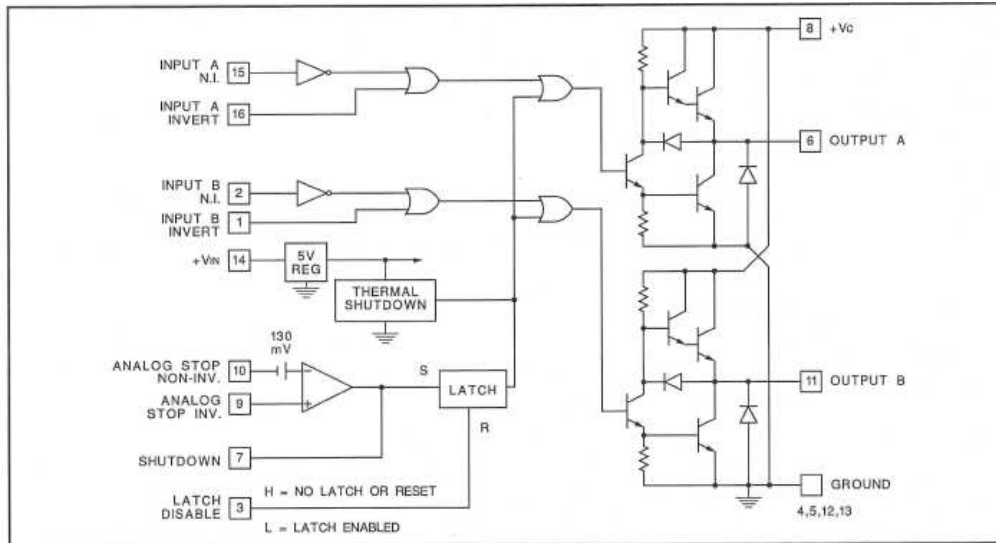 8 +VC
INPUT A
N.I. 15
INPUT A
INVERT 16
6 OUTPUT A
INPUT B
N.I. 2
INPUT B
INVERT 1
+VIN 14
5V
REG
THERMAL
SHUTDOWN
130
mV
ANALOG STOP
NON-INV. 10
S
LATCH
R
11 OUTPUT B
ANALOG
STOP INV. 9
SHUTDOWN 7
GROUND
4,5,12,13
LATCH
DISABLE 3
H = NO LATCH OR RESET
L = LATCH ENABLED